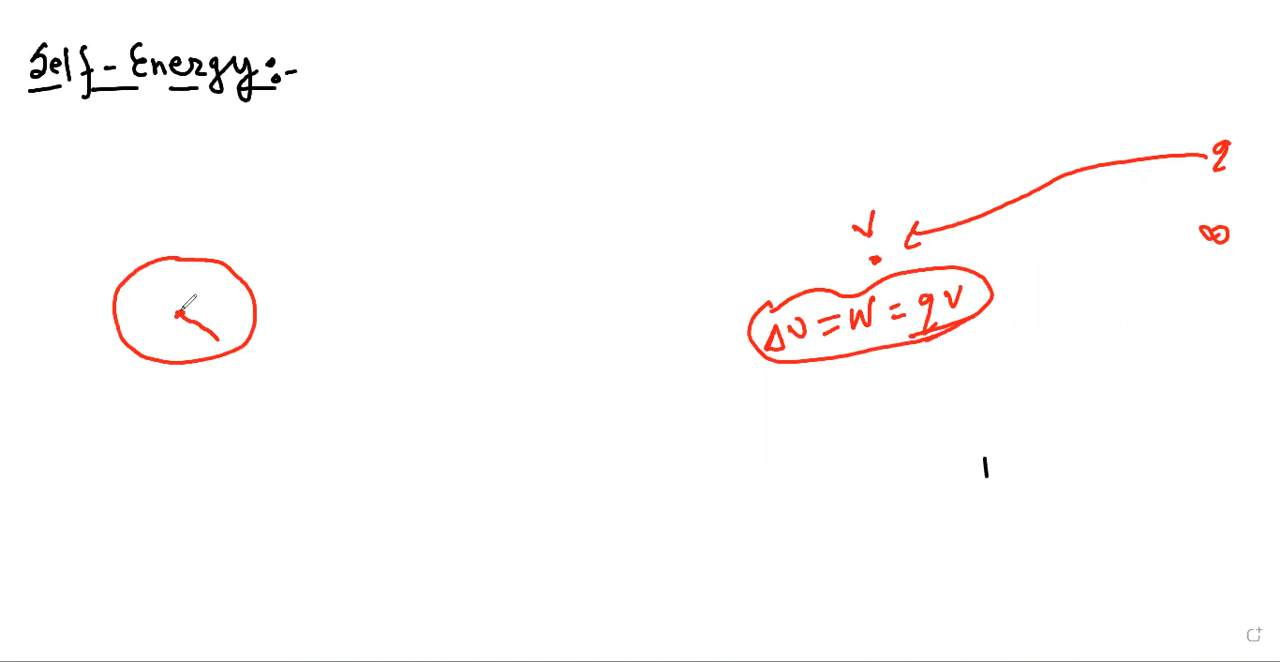 Self-Energy:-
q
V
∞
ΔU = W = qV